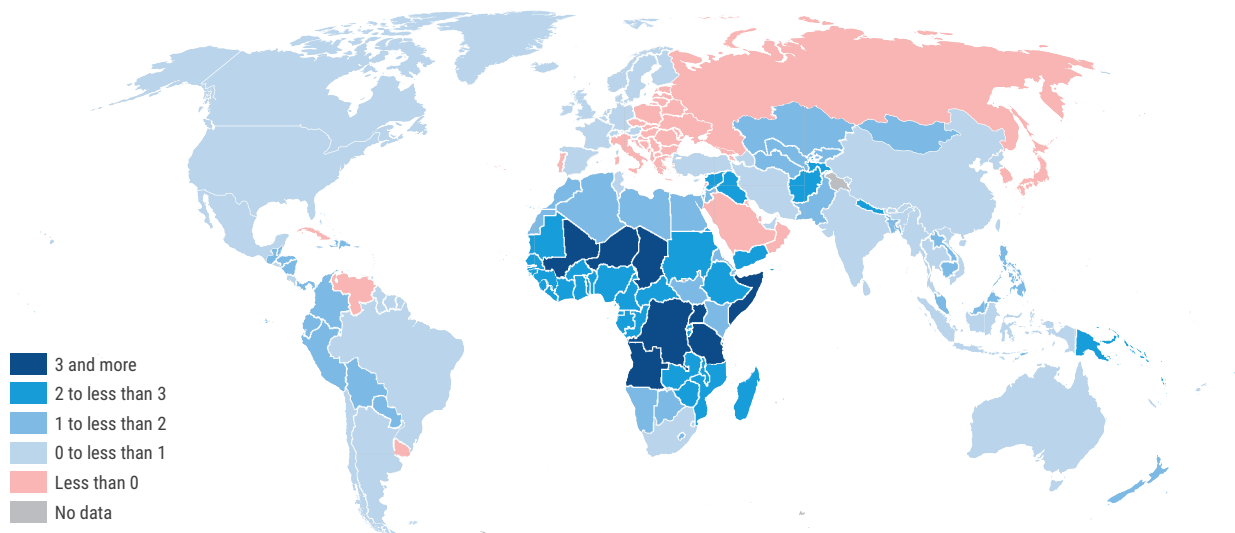 3 and more
2 to less than 3
1 to less than 2
0 to less than 1
Less than 0
No data